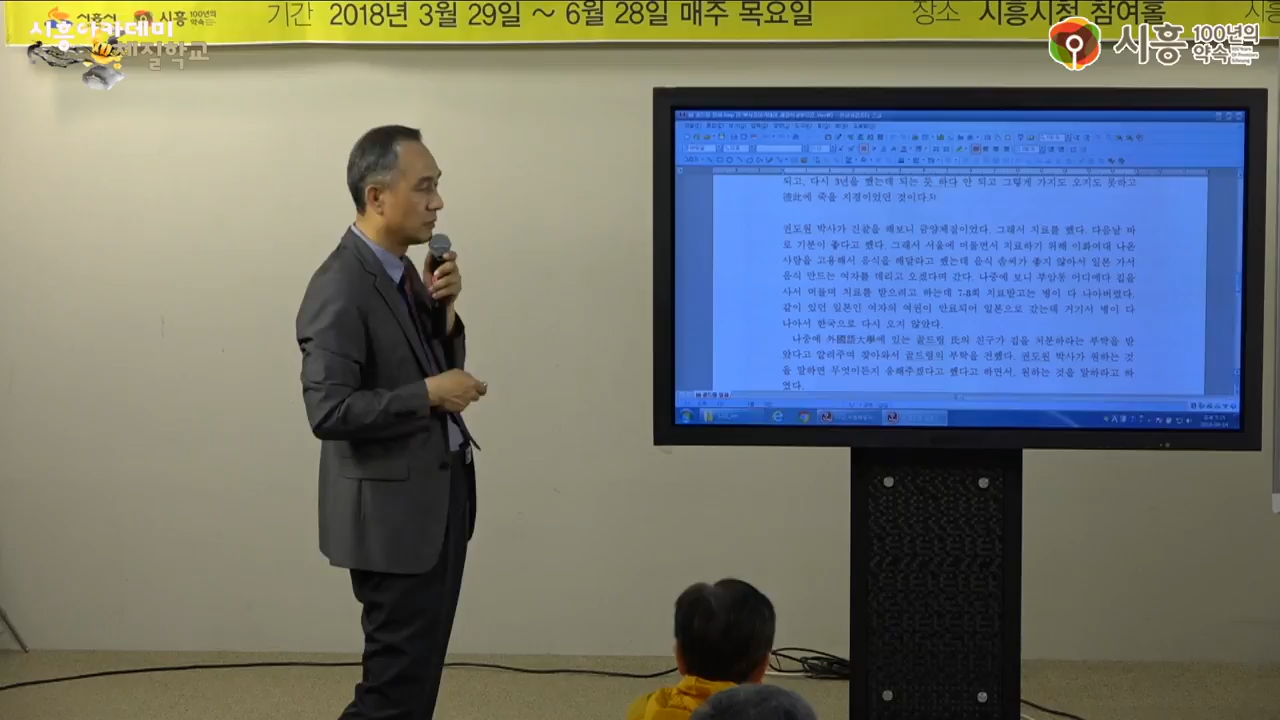 기간 2018년 3월 29일 ~ 6월 28일 매주 목요일 장소 시흥시청 참여홀
시흥시
시흥 100년의 약속
시흥아카데미
체질학교
시흥 100년의 약속
되고, 다시 3년을 했는데 되는 듯 하다 안 되고 그렇게 가지도 오지도 못하고
彼此에 죽을 지경이었던 것이다.
권도원 박사가 진찰을 해보니 금양체질이었다. 그래서 치료를 했다. 다음날 바
로 기분이 좋다고 했다. 그래서 서울에 머물면서 치료하기 위해 이화여대 나온
사람을 고용해서 음식을 해달라고 했는데 음식 솜씨가 좋지 않아서 일본 가서
음식 만드는 여자를 데리고 오겠다며 갔다. 나중에 보니 부암동 어디에다 집을
사서 머물며 치료를 받으려고 하는데 7-8회 치료받고는 병이 다 나아버렸다.
같이 있던 일본인 여자의 여권이 만료되어 일본으로 갔는데 거기서 병이 다
나아서 한국으로 다시 오지 않았다.
나중에 外國語大學에 있는 골드링 氏의 친구가 집을 처분하라는 부탁을 받
았다고 알려주며 찾아와서 골드링의 부탁을 전했다. 권도원 박사가 원하는 것
을 말하면 무엇이든지 응해주겠다고 했다고 하면서, 원하는 것을 말하라고 하
였다.